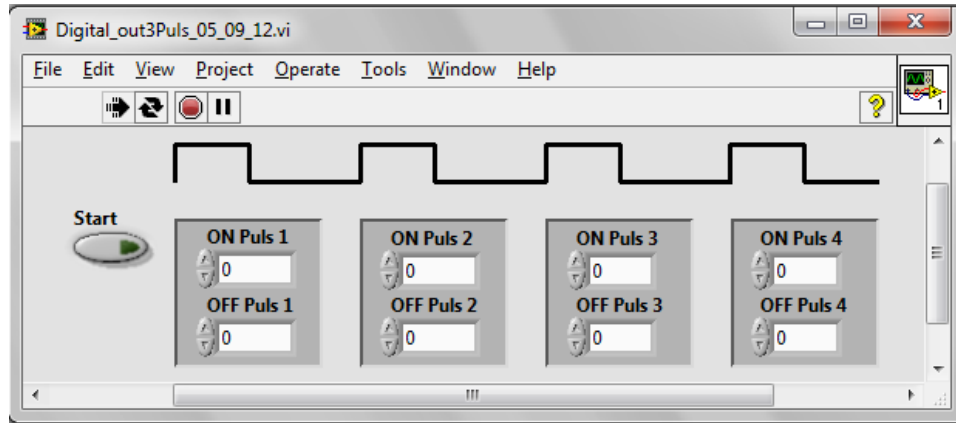 Digital_out3Puls_05_09_12.vi
File Edit View Project Operate Tools Window Help
? 1
Start
ON Puls 1 ON Puls 2 ON Puls 3 ON Puls 4
0 0 0 0
OFF Puls 1 OFF Puls 2 OFF Puls 3 OFF Puls 4
0 0 0 0